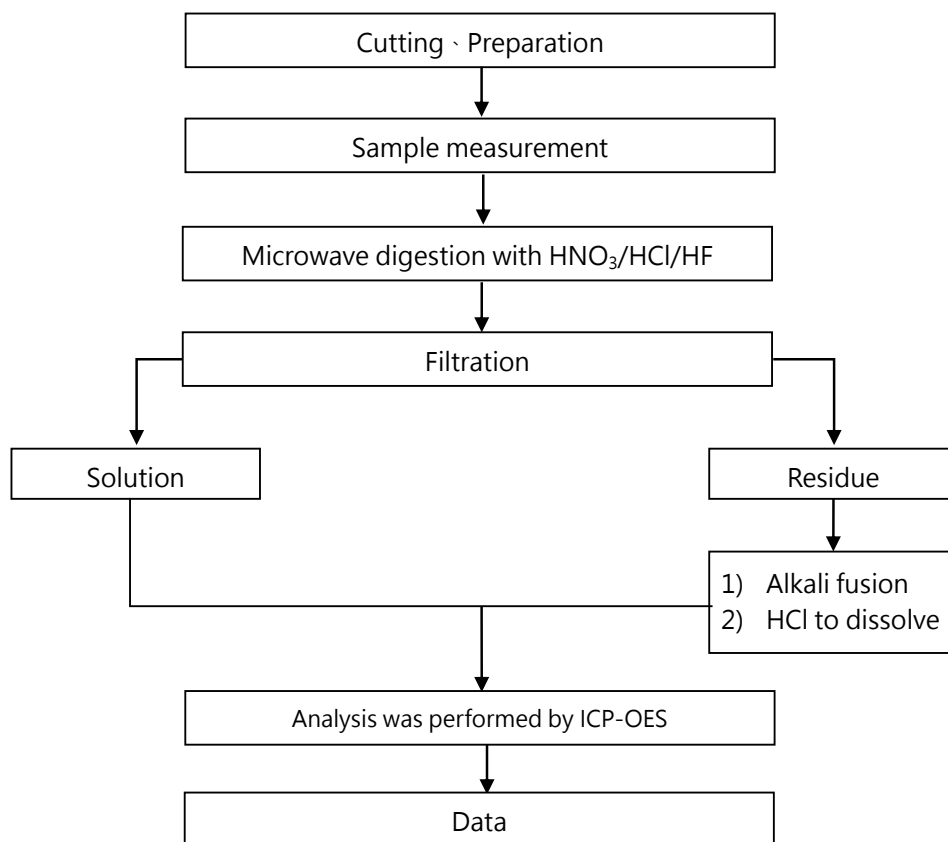 Cutting、Preparation
Sample measurement
Microwave digestion with HNO₃/HCl/HF
Filtration
Solution
Residue
1) Alkali fusion
2) HCl to dissolve
Analysis was performed by ICP-OES
Data